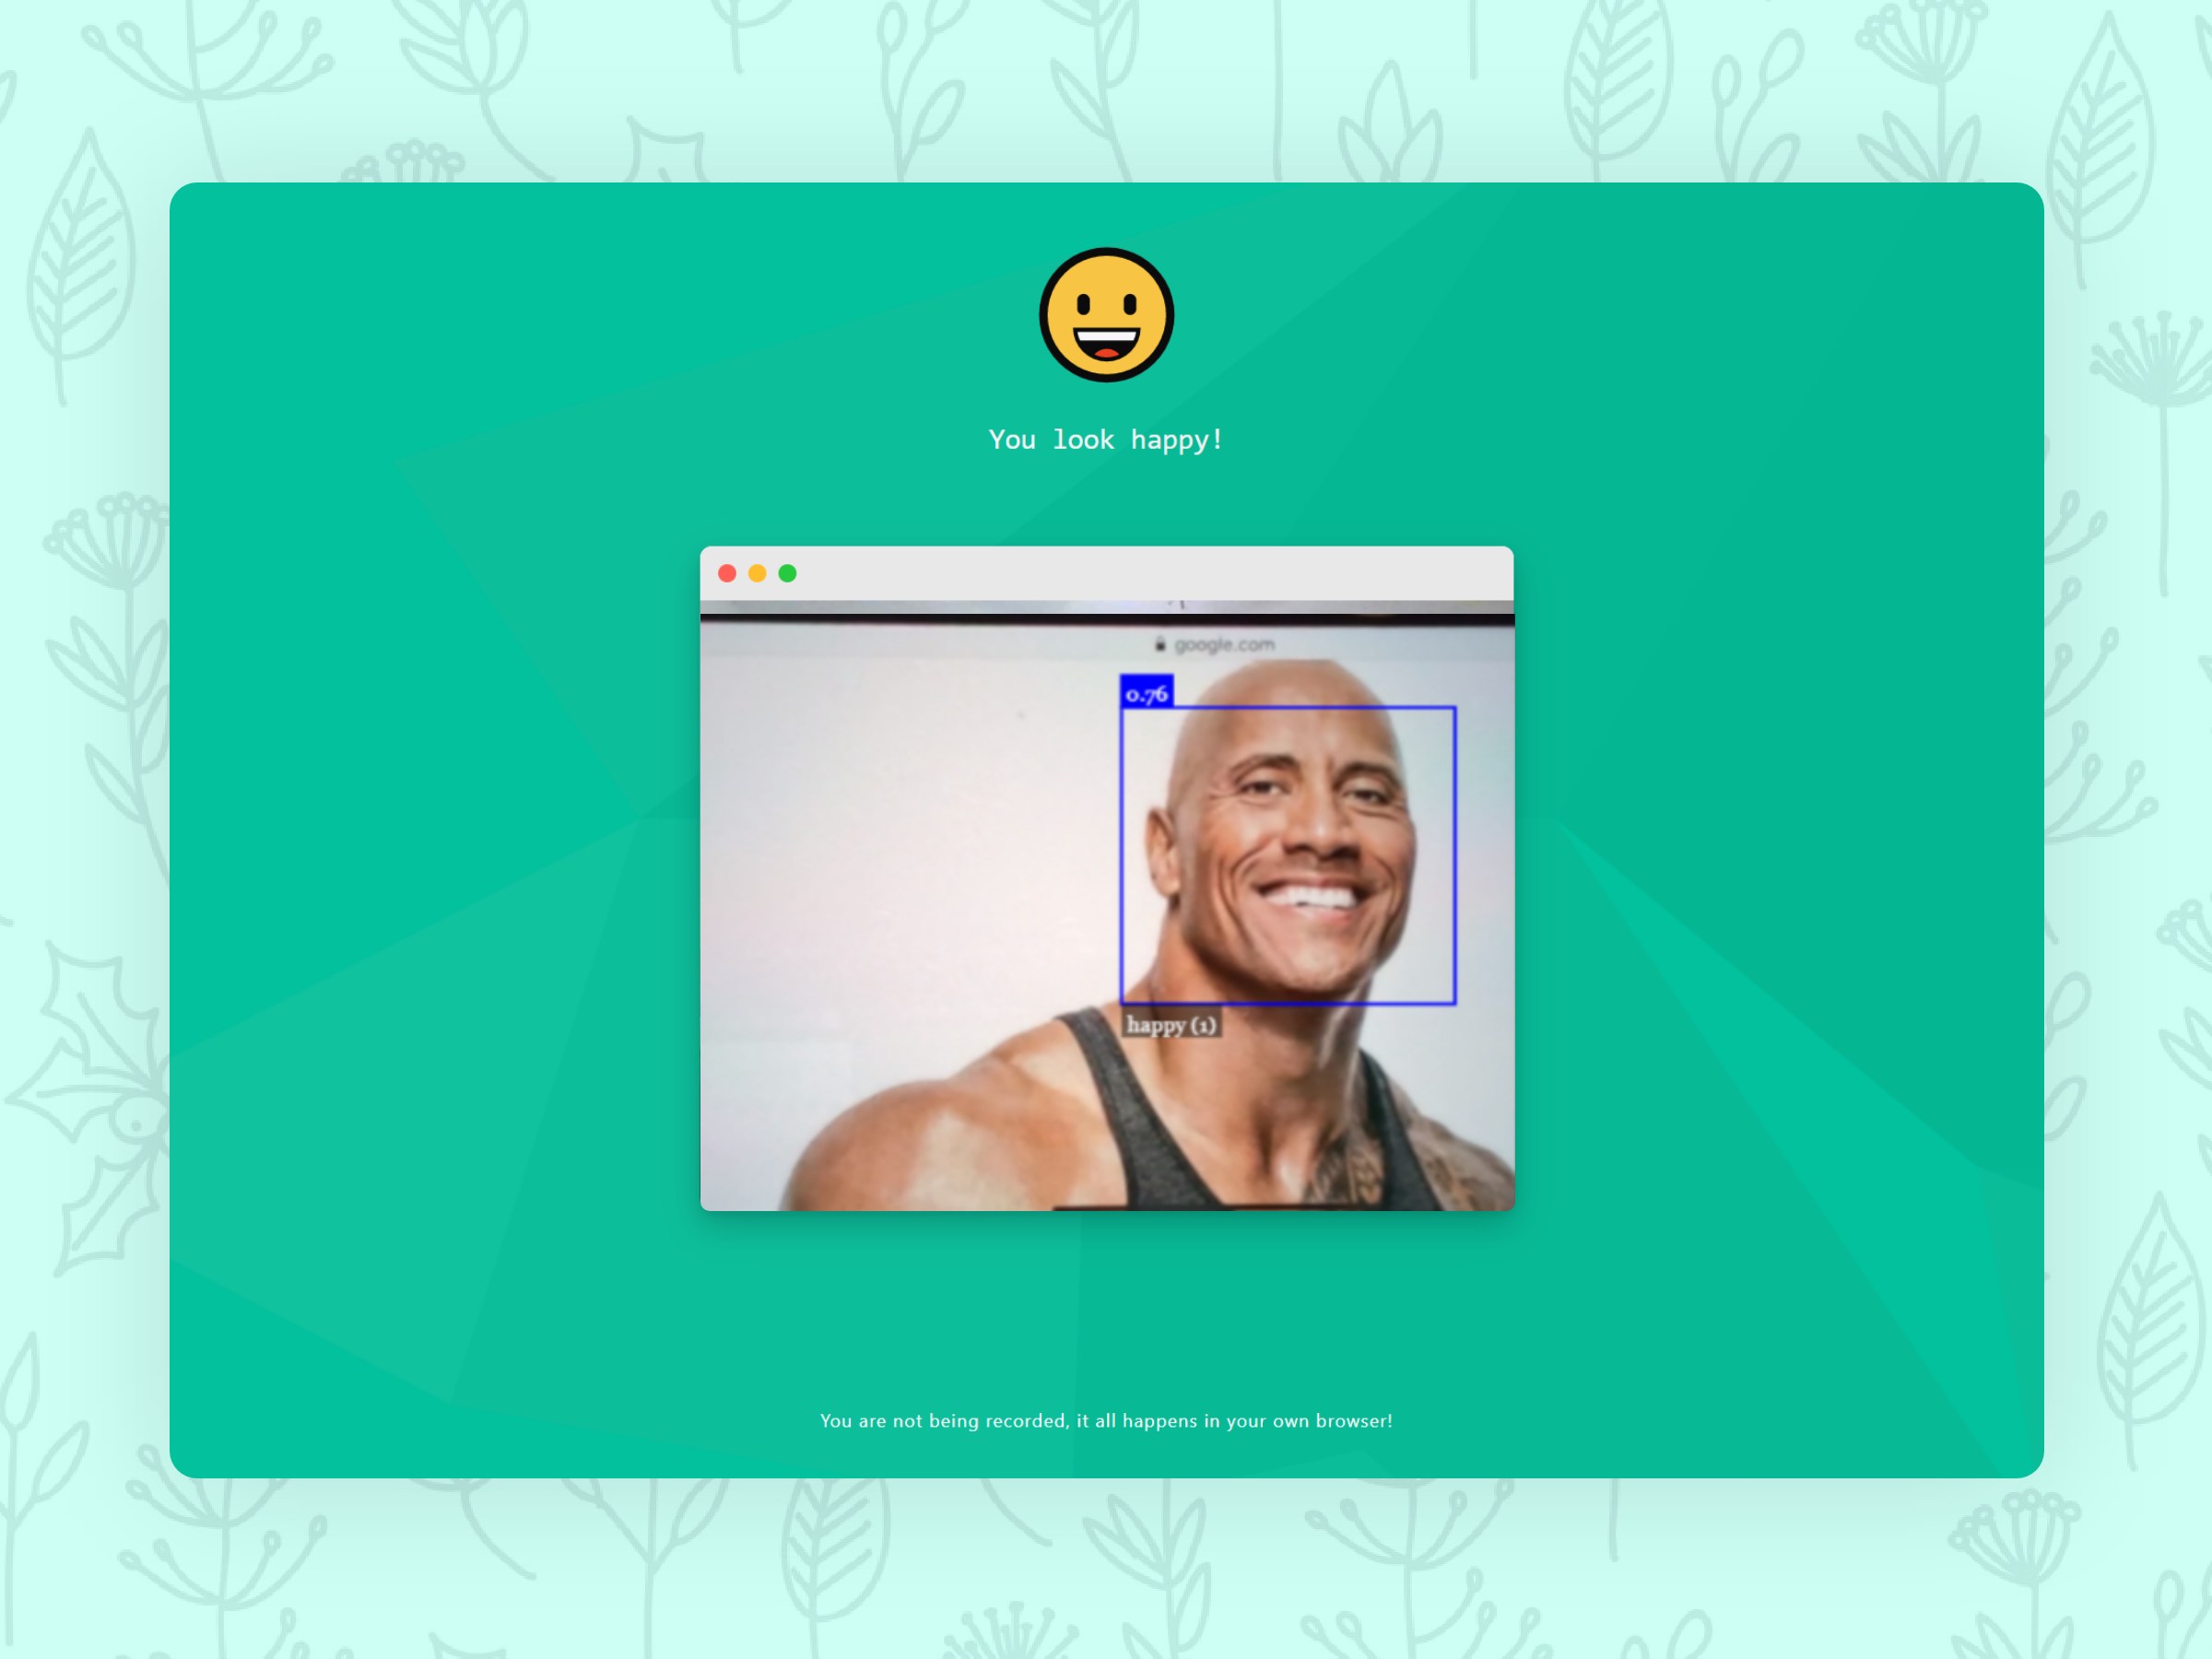 You look happy!
google.com
0.76
happy (1)
You are not being recorded, it all happens in your own browser!